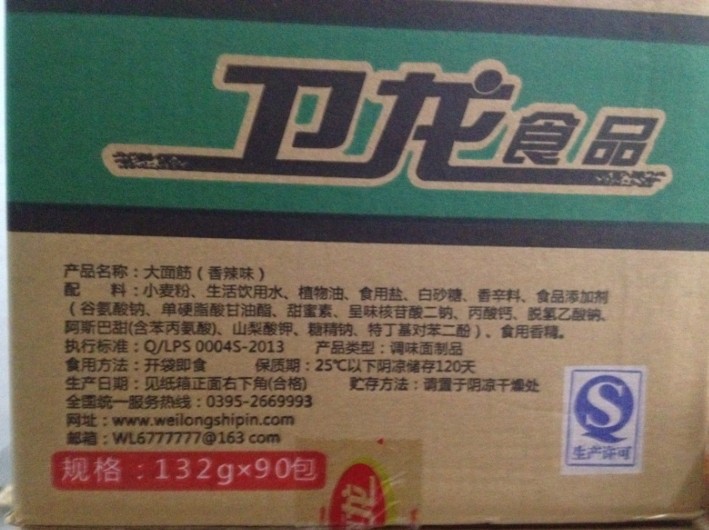 卫龙食品
产品名称：大面筋（香辣味）
配　　料：小麦粉、生活饮用水、植物油、食用盐、白砂糖、香辛料、食品添加剂
（谷氨酸钠、单硬脂酸甘油酯、甜蜜素、呈味核苷酸二钠、丙酸钙、脱氢乙酸钠、
阿斯巴甜(含苯丙氨酸)、山梨酸钾、糖精钠、特丁基对苯二酚）、食用香精。
执行标准：Q/LPS 0004S-2013　产品类型：调味面制品
食用方法：开袋即食　保质期：25℃以下阴凉储存120天
生产日期：见纸箱正面右下角(合格)　贮存方法：请置于阴凉干燥处
全国统一服务热线：0395-2669993
网址：www.weilongshipin.com
邮箱：WL6777777@163 com
规格：132g×90包
生产许可
龙